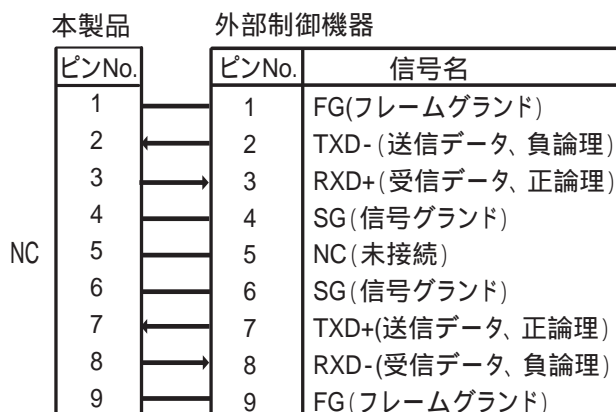 本製品 外部制御機器
ピンNo. ピンNo. 信号名
1 1 FG(フレームグランド)
2 2 TXD-(送信データ、負論理)
3 3 RXD+(受信データ、正論理)
4 4 SG(信号グランド)
NC 5 5 NC(未接続)
6 6 SG(信号グランド)
7 7 TXD+(送信データ、正論理)
8 8 RXD-(受信データ、負論理)
9 9 FG(フレームグランド)